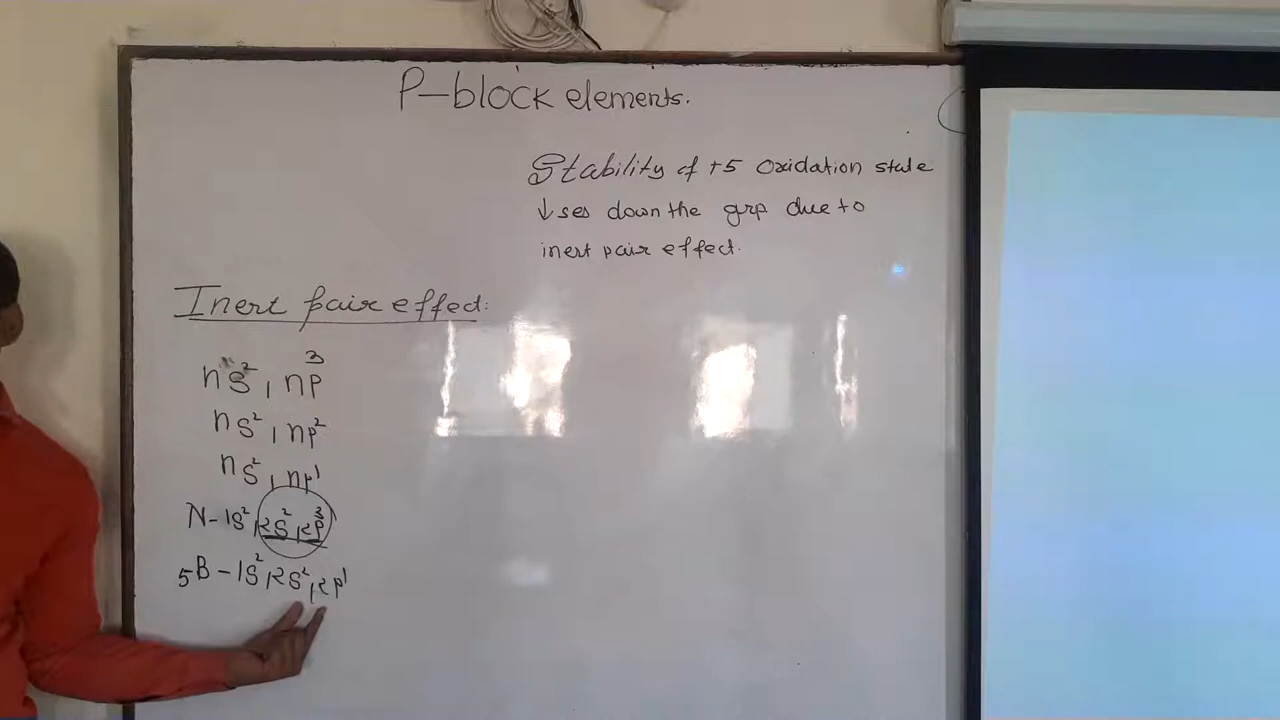 P-block elements.
Stability of +5 oxidation state
↓ses down the grp due to
inert pair effect.
Inert pair effect:
ns², np³
ns², np²
ns², np¹
N-1s², 2s², 2p³
5B-1s², 2s², 2p¹